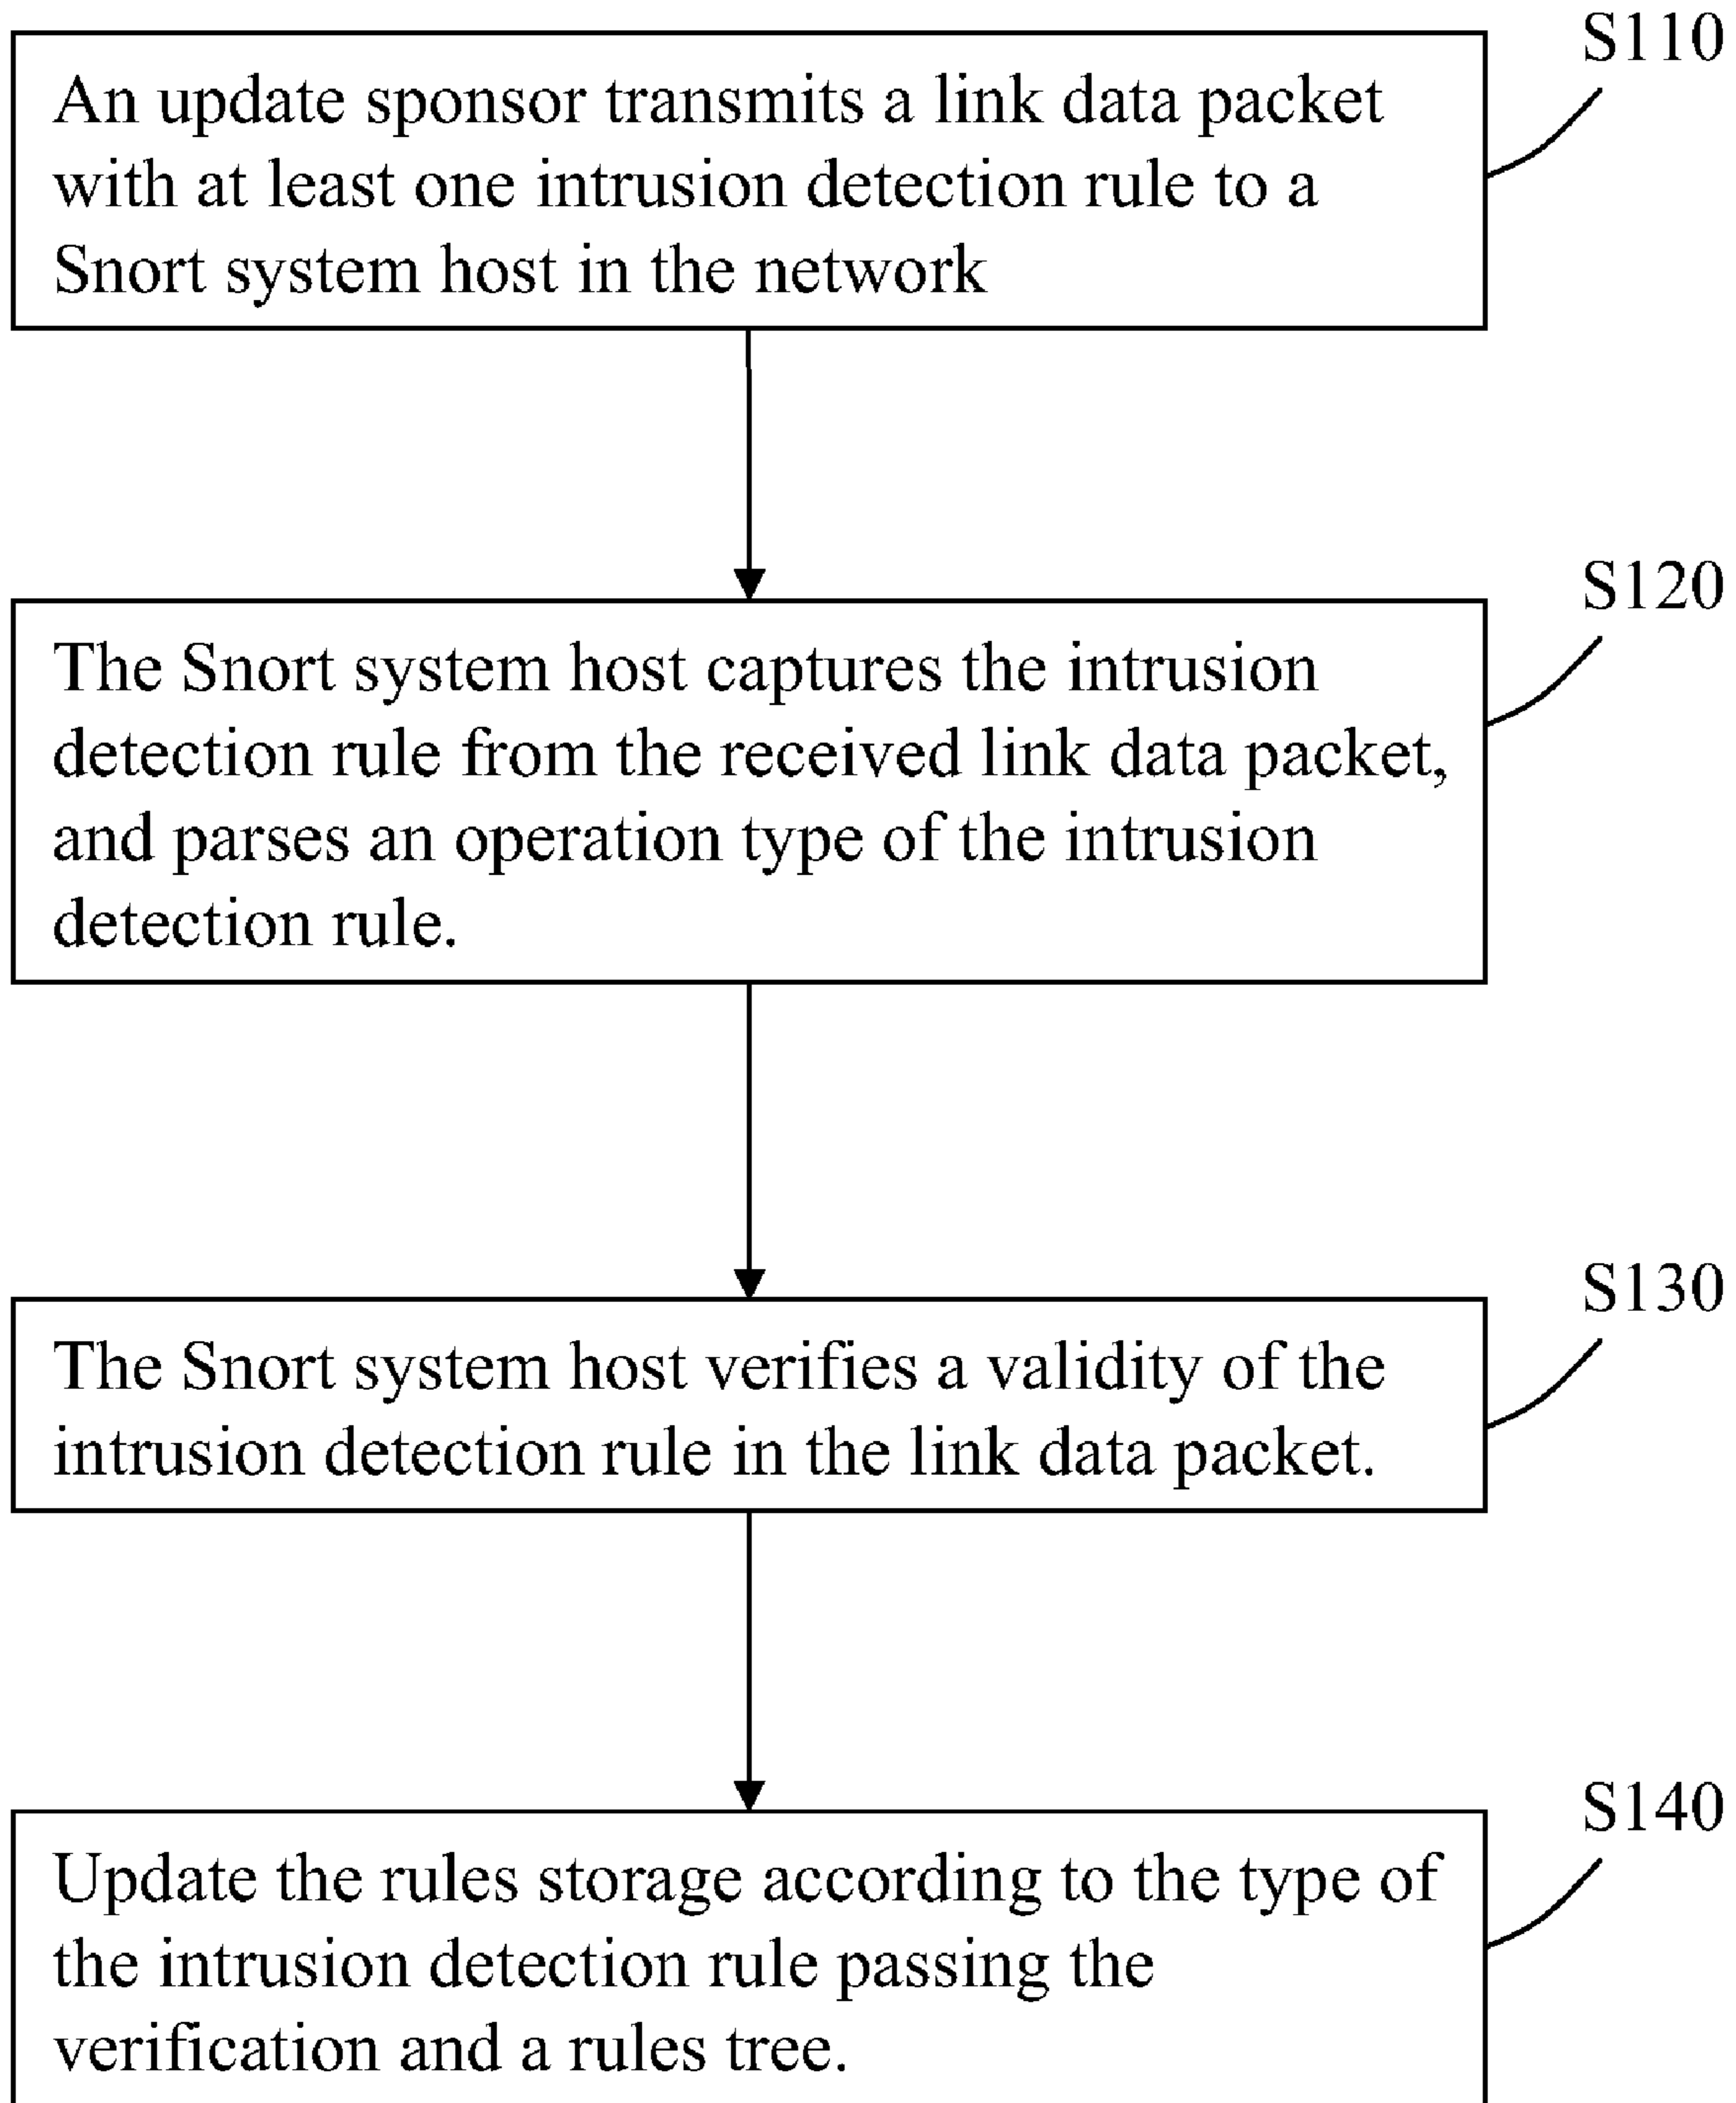 S110
An update sponsor transmits a link data packet
with at least one intrusion detection rule to a
Snort system host in the network
S120
The Snort system host captures the intrusion
detection rule from the received link data packet,
and parses an operation type of the intrusion
detection rule.
S130
The Snort system host verifies a validity of the
intrusion detection rule in the link data packet.
S140
Update the rules storage according to the type of
the intrusion detection rule passing the
verification and a rules tree.